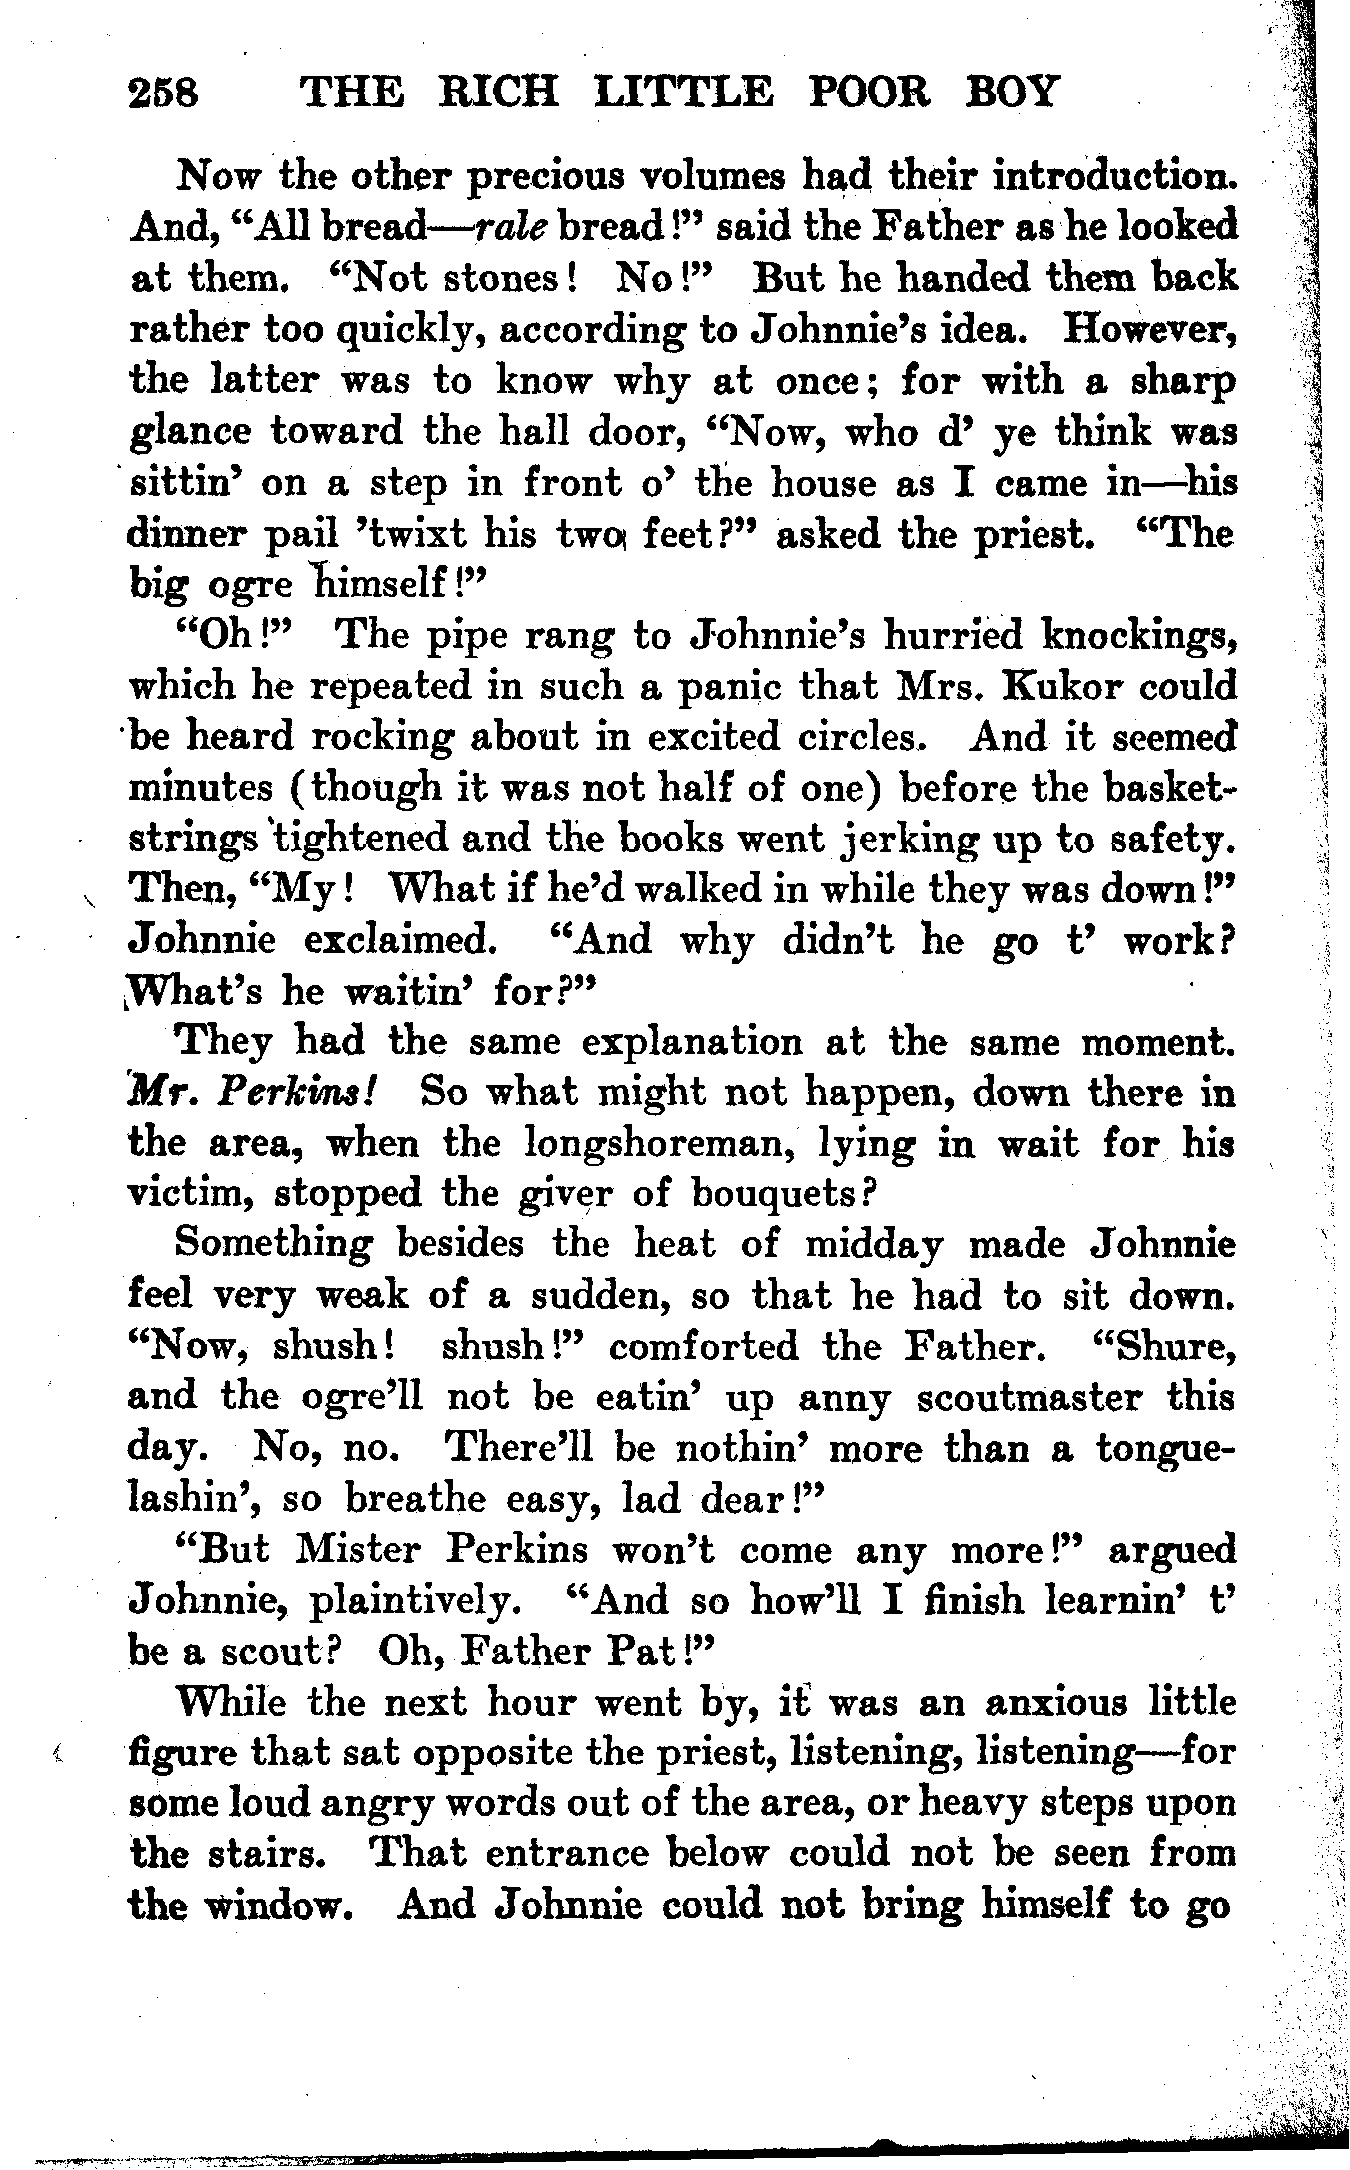 258 THE RICH LITTLE POOR BOY
Now the other precious volumes had their introduction.
And, “All bread—rale bread!” said the Father as he looked
at them. “Not stones! No!” But he handed them back
rather too quickly, according to Johnnie’s idea. However,
the latter was to know why at once; for with a sharp
glance toward the hall door, “Now, who d’ ye think was
sittin’ on a step in front o’ the house as I came in—his
dinner pail ’twixt his two feet?” asked the priest. “The
big ogre himself!”
“Oh!” The pipe rang to Johnnie’s hurried knockings,
which he repeated in such a panic that Mrs. Kukor could
be heard rocking about in excited circles. And it seemed
minutes (though it was not half of one) before the basket-
strings tightened and the books went jerking up to safety.
Then, “My! What if he’d walked in while they was down!”
Johnnie exclaimed. “And why didn’t he go t’ work?
What’s he waitin’ for?”
They had the same explanation at the same moment.
Mr. Perkins! So what might not happen, down there in
the area, when the longshoreman, lying in wait for his
victim, stopped the giver of bouquets?
Something besides the heat of midday made Johnnie
feel very weak of a sudden, so that he had to sit down.
“Now, shush! shush!” comforted the Father. “Shure,
and the ogre’ll not be eatin’ up anny scoutmaster this
day. No, no. There’ll be nothin’ more than a tongue-
lashin’, so breathe easy, lad dear!”
“But Mister Perkins won’t come any more!” argued
Johnnie, plaintively. “And so how’ll I finish learnin’ t’
be a scout? Oh, Father Pat!”
While the next hour went by, it was an anxious little
figure that sat opposite the priest, listening, listening—for
some loud angry words out of the area, or heavy steps upon
the stairs. That entrance below could not be seen from
the window. And Johnnie could not bring himself to go